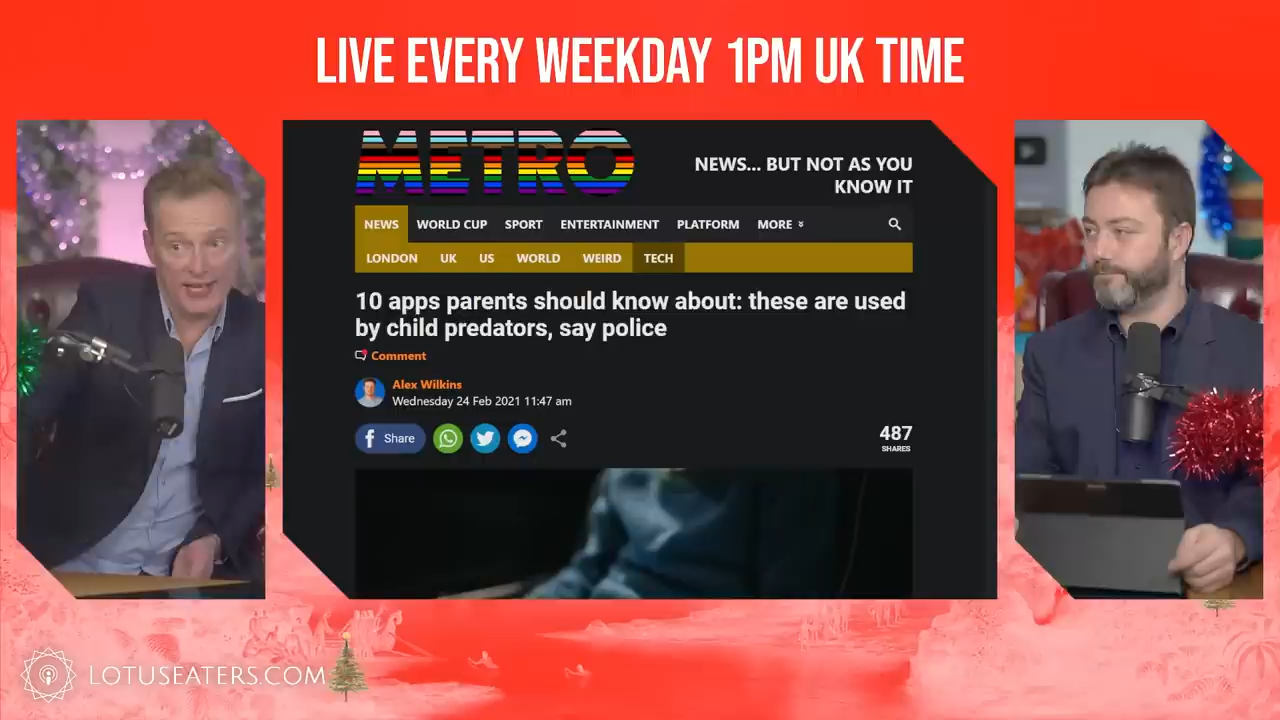 LIVE EVERY WEEKDAY 1PM UK TIME
METRO
NEWS... BUT NOT AS YOU
KNOW IT
NEWS WORLD CUP SPORT ENTERTAINMENT PLATFORM MORE
LONDON UK US WORLD WEIRD TECH
10 apps parents should know about: these are used
by child predators, say police
Comment
Alex Wilkins
Wednesday 24 Feb 2021 11:47 am
Share
487
SHARES
LOTUSEATERS.COM